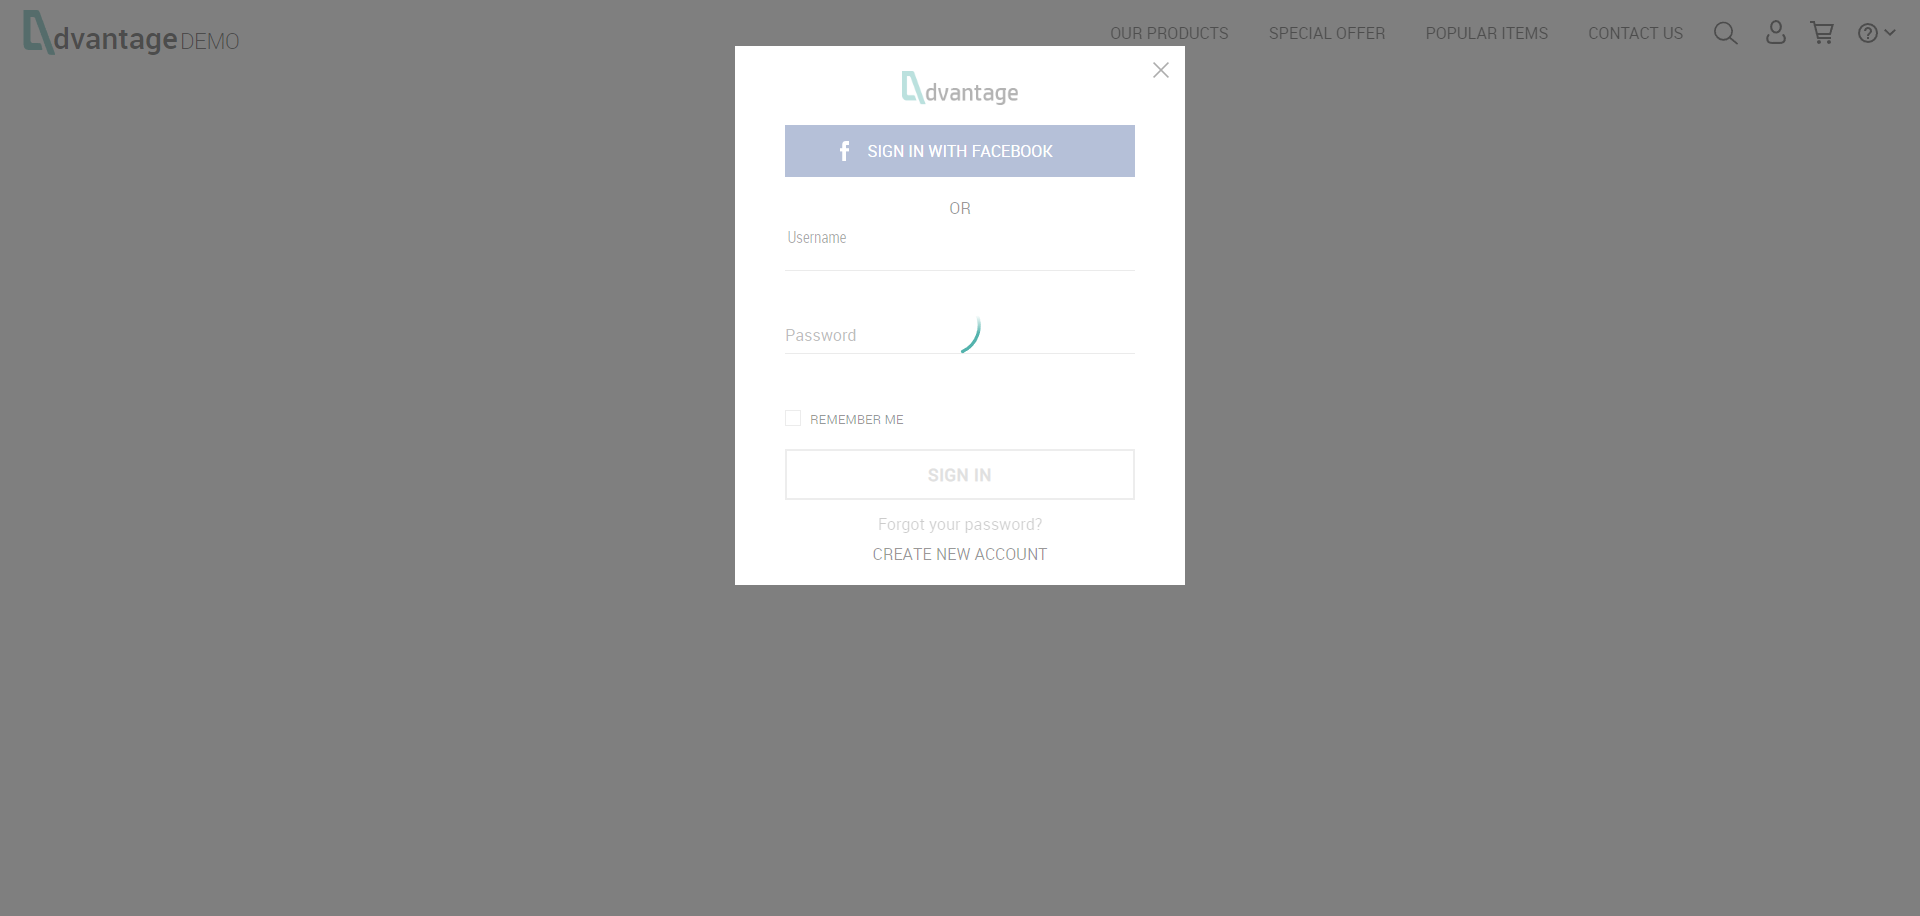 dvantage DEMO
OUR PRODUCTS SPECIAL OFFER POPULAR ITEMS CONTACT US
dvantage
SIGN IN WITH FACEBOOK
OR
Username
Password
REMEMBER ME
SIGN IN
Forgot your password?
CREATE NEW ACCOUNT